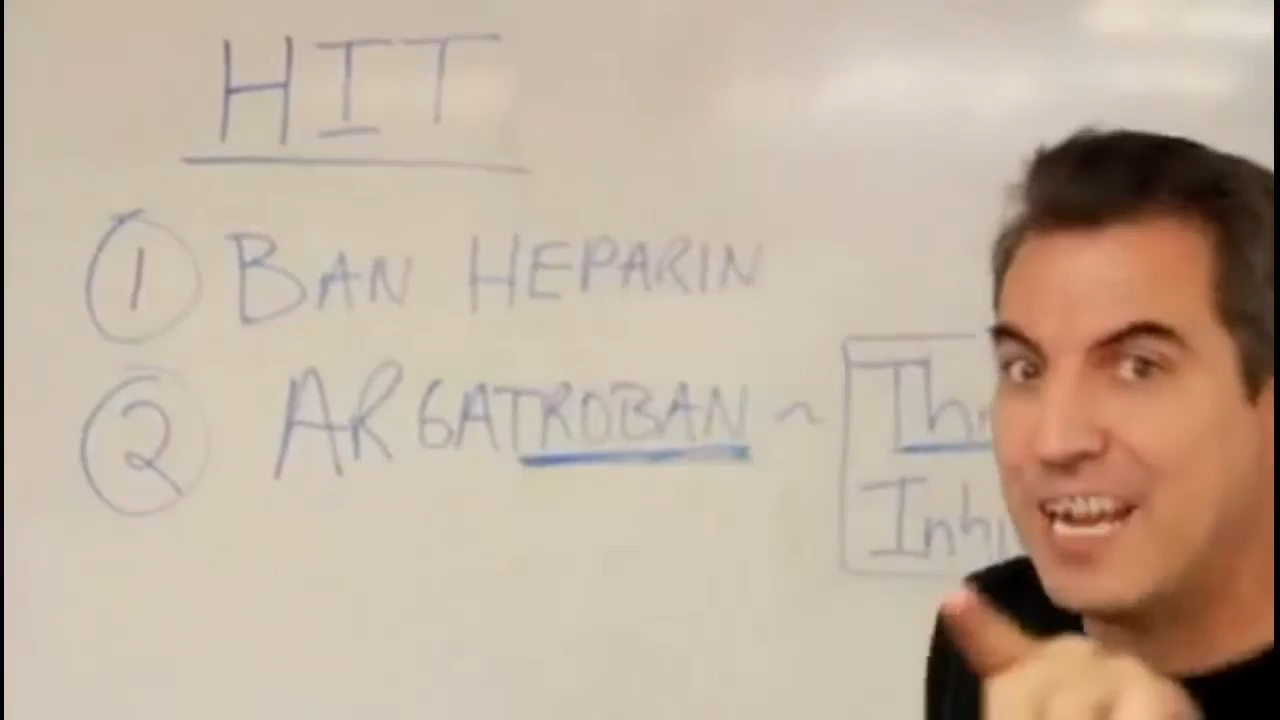 HIT
① BAN HEPARIN
② ARGATROBAN ~